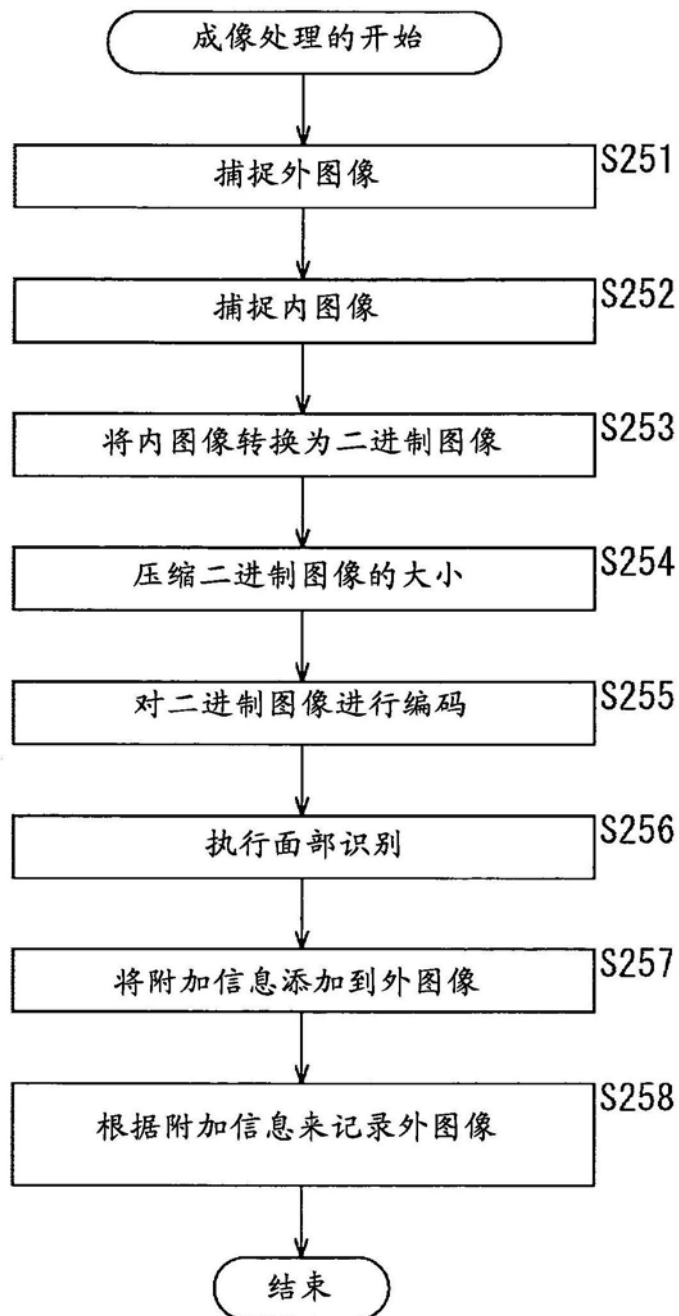 成像处理的开始
S251
捕捉外图像
S252
捕捉内图像
S253
将内图像转换为二进制图像
S254
压缩二进制图像的大小
S255
对二进制图像进行编码
S256
执行面部识别
S257
将附加信息添加到外图像
S258
根据附加信息来记录外图像
结束